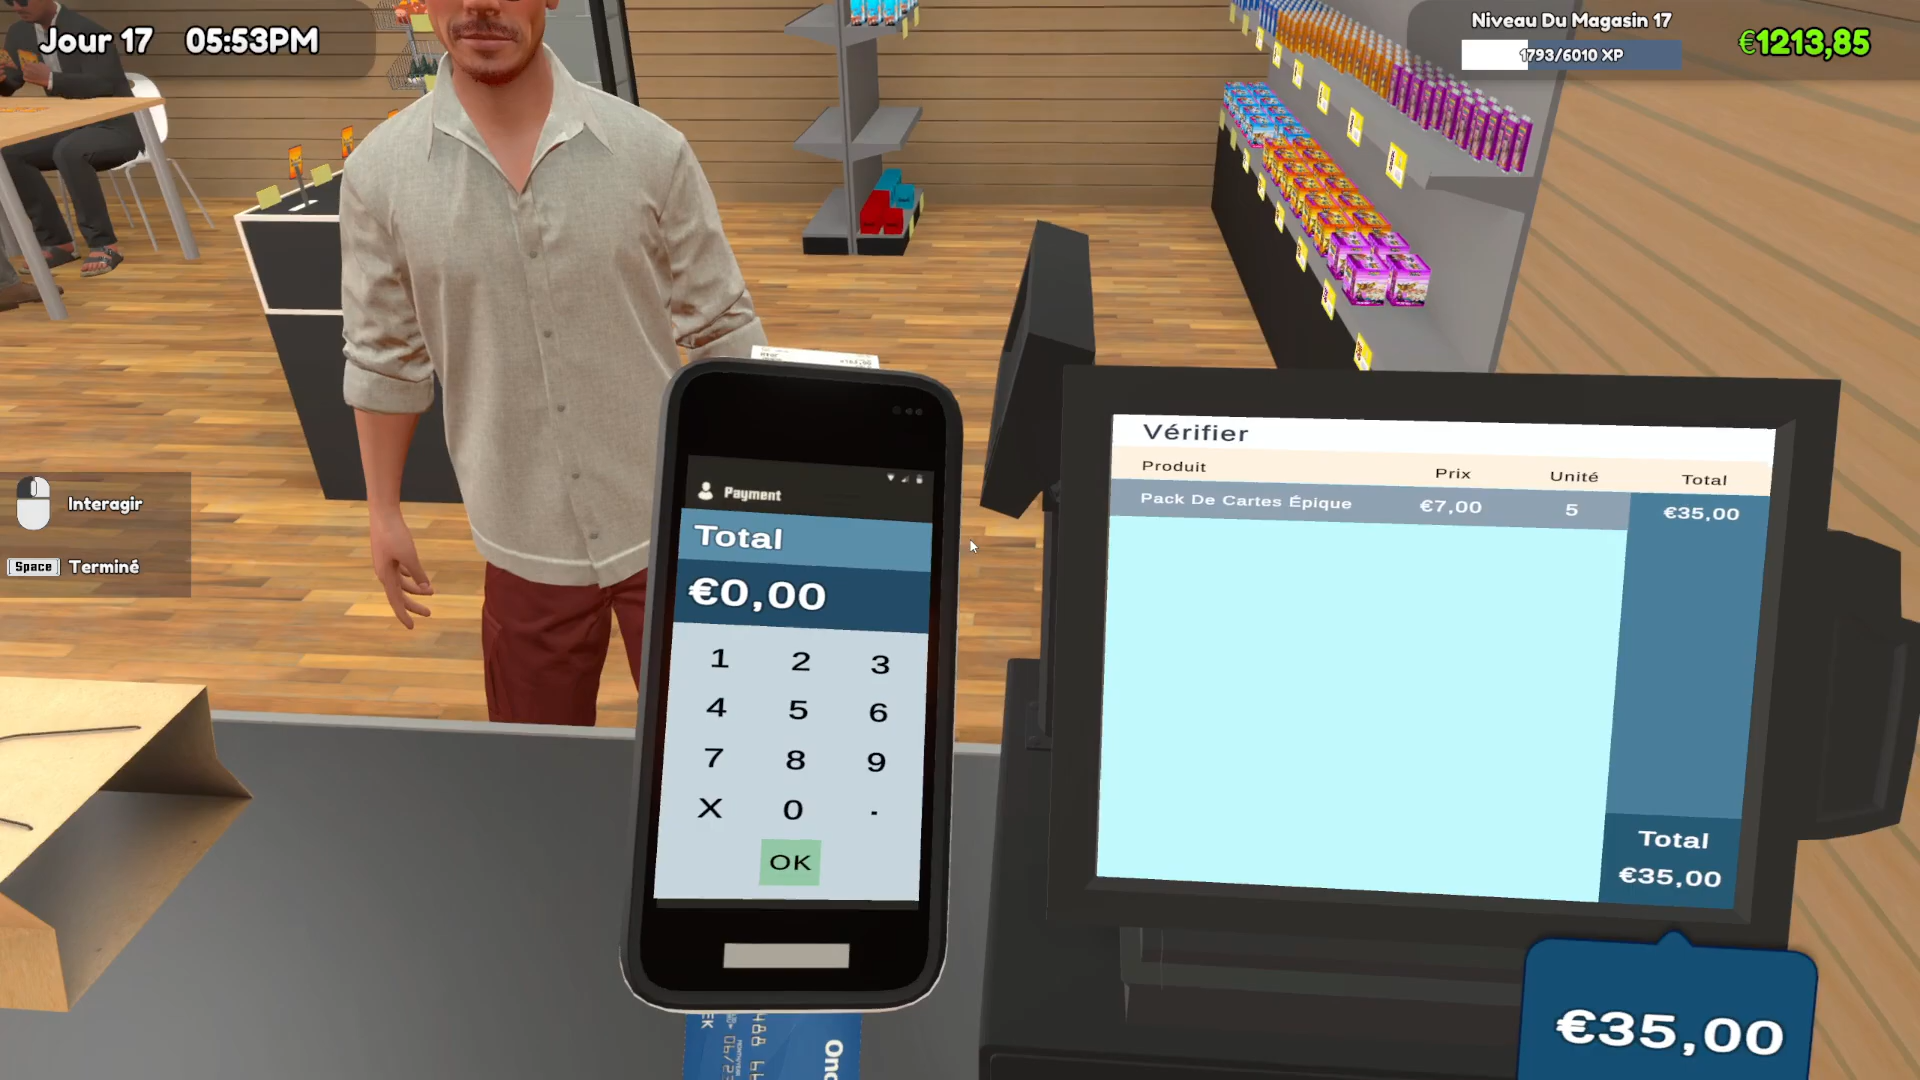 Jour 17 05:53PM
Niveau Du Magasin 17
1793/6010 XP
€1213,85
Interagir
Space Terminé
Payment
Total
€0,00
1 2 3
4 5 6
7 8 9
X 0 .
OK
Vérifier
Produit Prix Unité Total
Pack De Cartes Épique €7,00 5 €35,00
Total
€35,00
€35,00